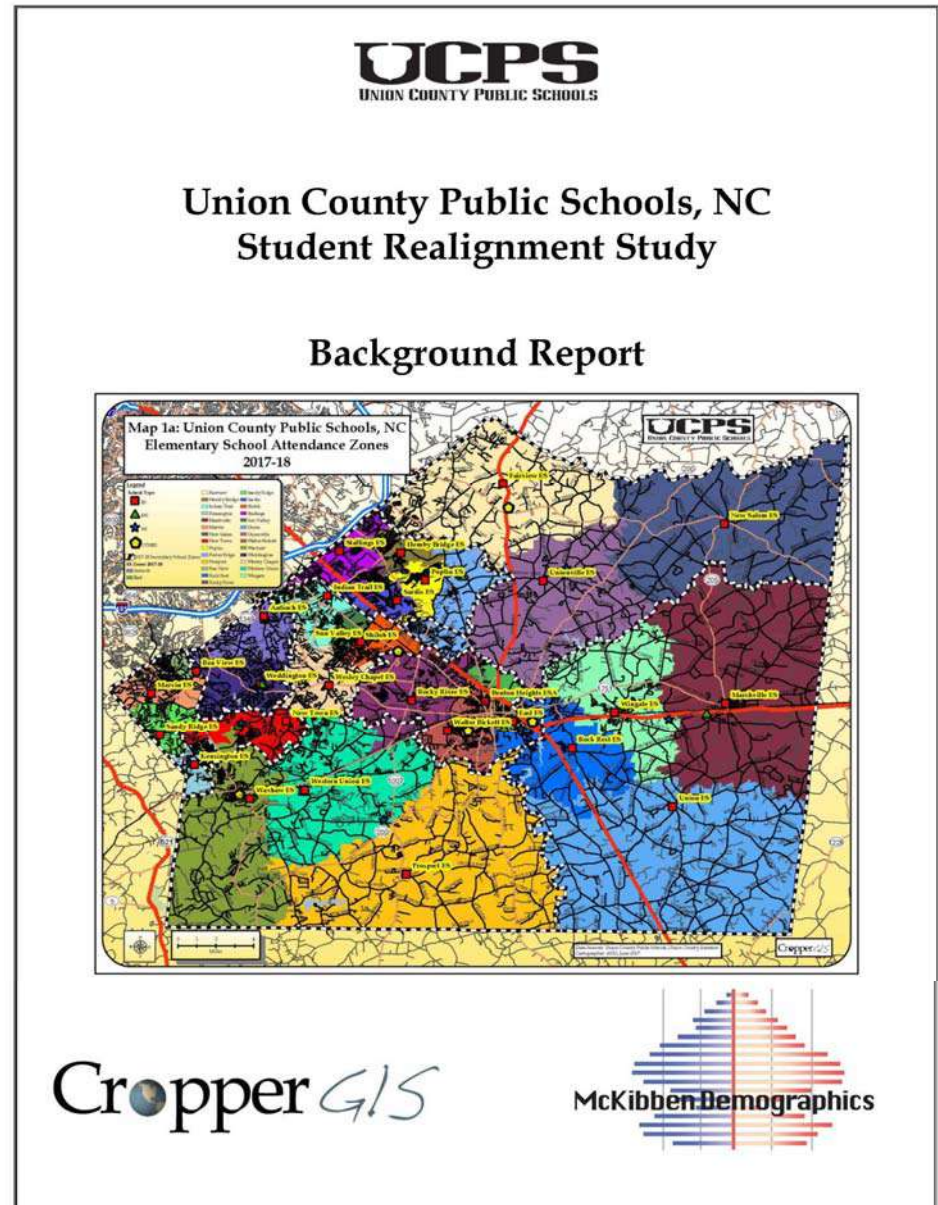 UCPS
UNION COUNTY PUBLIC SCHOOLS
Union County Public Schools, NC
Student Realignment Study
Background Report
Map 1a: Union County Public Schools, NC
Elementary School Attendance Zones
2017-18
UCPS
UNION COUNTY PUBLIC SCHOOLS
Legend
Fairview ES
New Salem ES
Stallings ES
Hemby Bridge ES
Poplin ES
Unionville ES
Indian Trail ES
Sardis ES
Antioch ES
Sun Valley ES
Shiloh ES
Rea View ES
Weddington ES
Wesley Chapel ES
Marvin ES
Rocky River ES
Benton Heights ESA
Marshville ES
New Town ES
Wingate ES
Sandy Ridge ES
Walter Bickett ES
East ES
Rock Rest ES
Kensington ES
Western Union ES
Waxhaw ES
Union ES
Prospect ES
Cropper GIS
Cropper GIS
McKibben Demographics